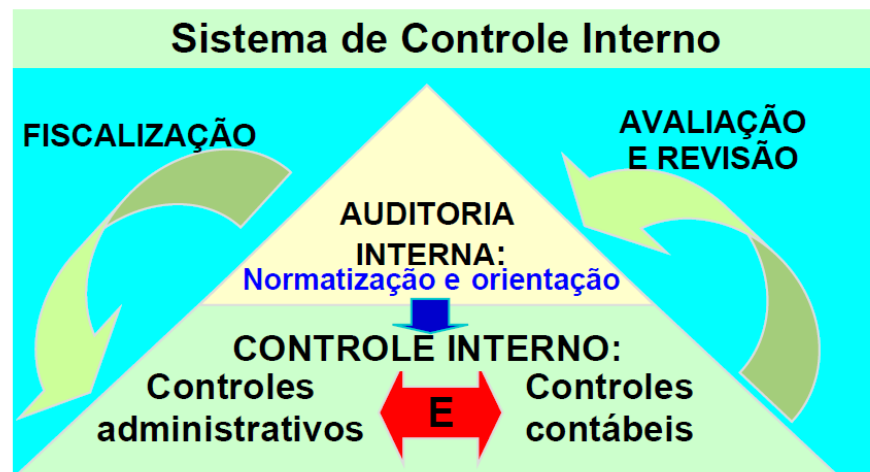 Sistema de Controle Interno
FISCALIZAÇÃO
AVALIAÇÃO
E REVISÃO
AUDITORIA
INTERNA:
Normatização e orientação
CONTROLE INTERNO:
Controles
administrativos
E
Controles
contábeis